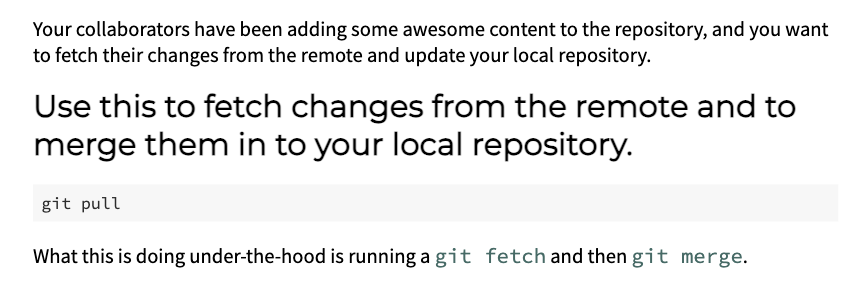 Your collaborators have been adding some awesome content to the repository, and you want
to fetch their changes from the remote and update your local repository.
Use this to fetch changes from the remote and to
merge them in to your local repository.
git pull
What this is doing under-the-hood is running a git fetch and then git merge.